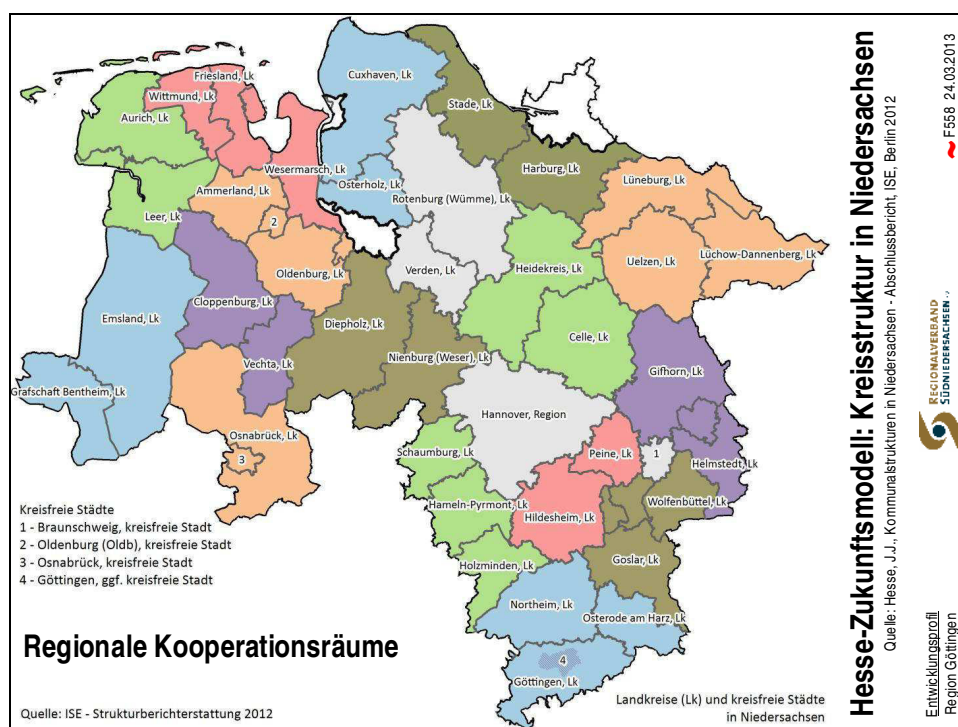 Friesland, Lk
Wittmund, Lk
Aurich, Lk
Cuxhaven, Lk
Stade, Lk
Wesermarsch, Lk
Osterholz, Lk
Harburg, Lk
Ammerland, Lk
Rotenburg (Wümme), Lk
Lüneburg, Lk
Leer, Lk
2
Oldenburg, Lk
Verden, Lk
Heidekreis, Lk
Uelzen, Lk
Lüchow-Dannenberg, Lk
Cloppenburg, Lk
Emsland, Lk
Diepholz, Lk
Celle, Lk
Vechta, Lk
Nienburg (Weser), Lk
Gifhorn, Lk
Grafschaft Bentheim, Lk
Hannover, Region
Osnabrück, Lk
3
Schaumburg, Lk
Peine, Lk
1
Helmstedt, Lk
Hameln-Pyrmont, Lk
Wolfenbüttel, Lk
Hildesheim, Lk
Holzminden, Lk
Goslar, Lk
Northeim, Lk
Osterode am Harz, Lk
4
Göttingen, Lk
Kreisfreie Städte
1 - Braunschweig, kreisfreie Stadt
2 - Oldenburg (Oldb), kreisfreie Stadt
3 - Osnabrück, kreisfreie Stadt
4 - Göttingen, ggf. kreisfreie Stadt
Regionale Kooperationsräume
Quelle: ISE - Strukturberichterstattung 2012
Landkreise (Lk) und kreisfreie Städte
in Niedersachsen
Hesse-Zukunftsmodell: Kreisstruktur in Niedersachsen
Quelle: Hesse, J.J., Kommunalstrukturen in Niedersachsen - Abschlussbericht, ISE, Berlin 2012
~ F558 24.03.2013
REGIONALVERBAND
SÜDNIEDERSACHSEN
Entwicklungsprofil
Region Göttingen